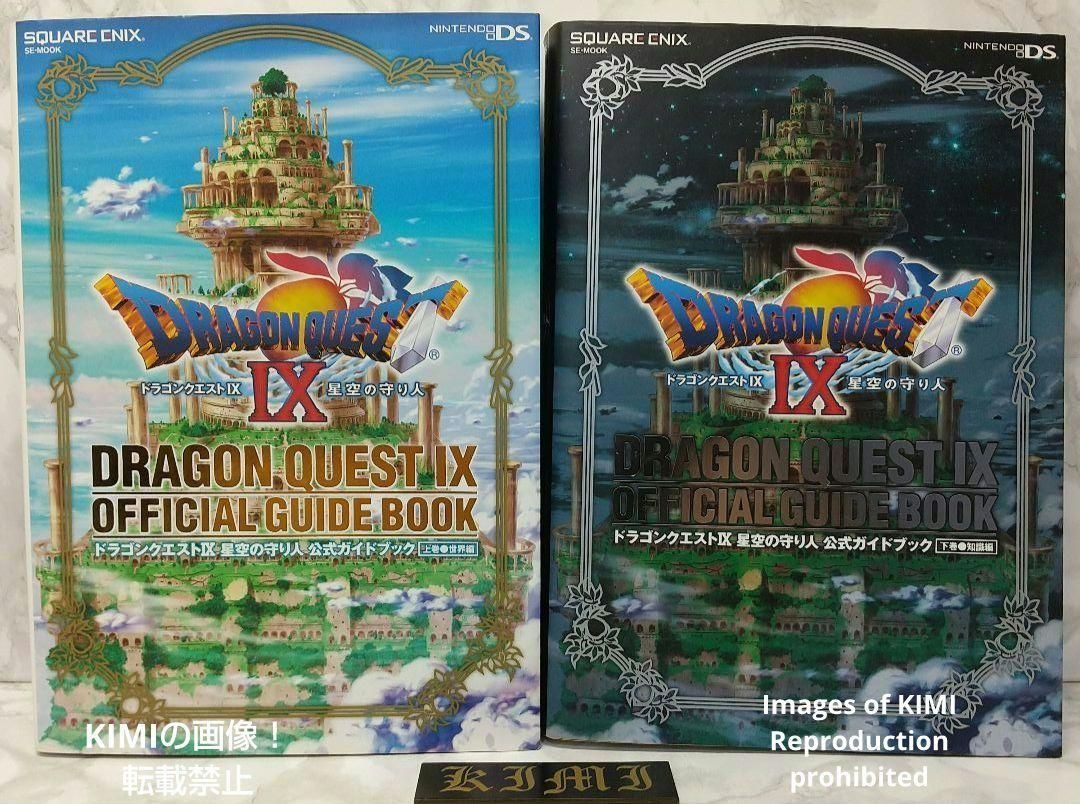 SQUARE ENIX®
SE-MOOK
NINTENDO DS™
DRAGON QUEST®
ドラゴンクエストIX IX 星空の守り人
DRAGON QUEST IX
OFFICIAL GUIDE BOOK
ドラゴンクエストIX 星空の守り人 公式ガイドブック 上巻●世界編
KIMIの画像！
転載禁止
SQUARE ENIX®
SE-MOOK
NINTENDO DS™
DRAGON QUEST®
ドラゴンクエストIX IX 星空の守り人
DRAGON QUEST IX
OFFICIAL GUIDE BOOK
ドラゴンクエストIX 星空の守り人 公式ガイドブック 下巻●知識編
Images of KIMI
Reproduction
prohibited
KIMI